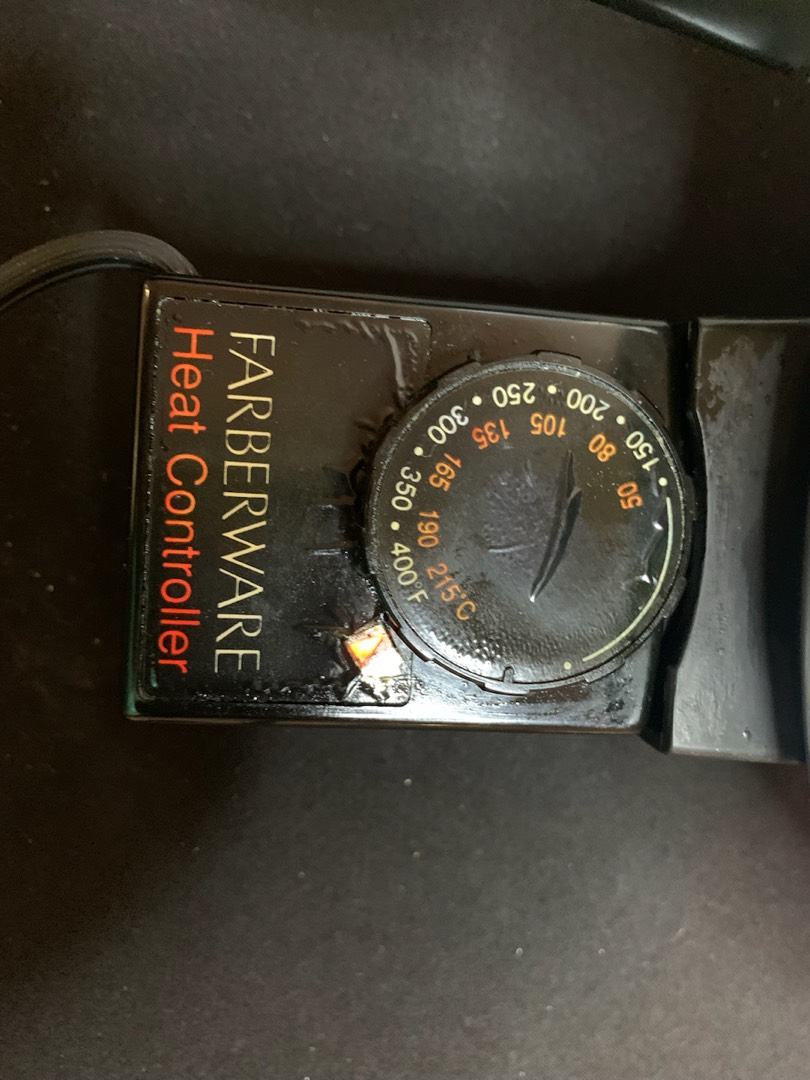 FARBERWARE
Heat Controller
150 • 200 • 250 • 300 • 350 • 400°F
50 80 105 135 165 190 215°C